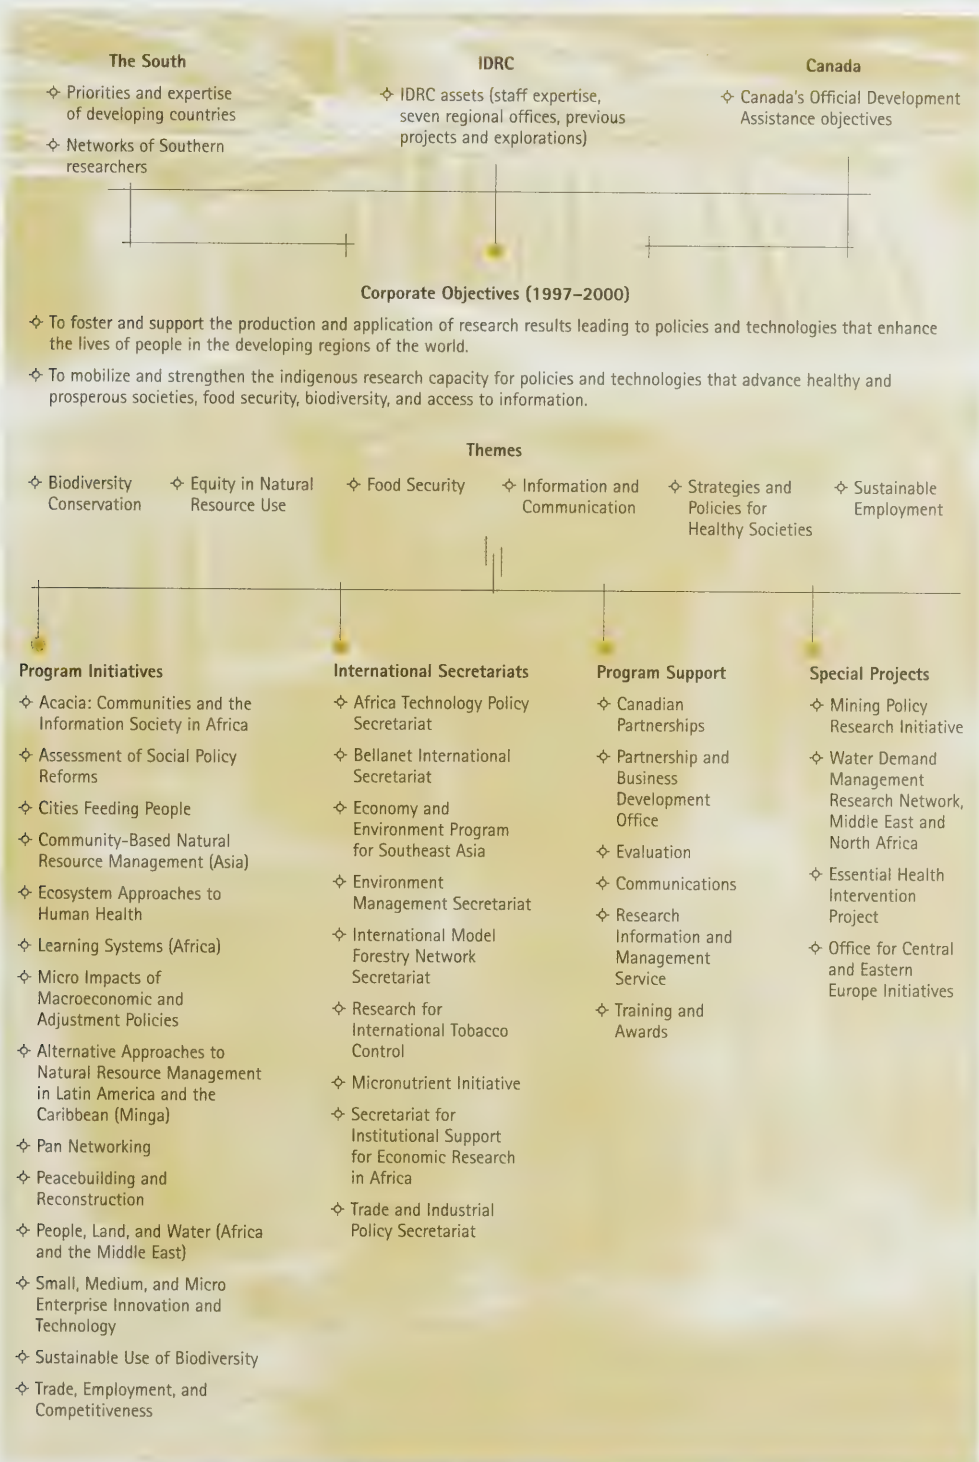 The South
Priorities and expertise
of developing countries
Networks of Southern
researchers
IDRC
IDRC assets (staff expertise,
seven regional offices, previous
projects and explorations)
Canada
Canada's Official Development
Assistance objectives
Corporate Objectives (1997–2000)
To foster and support the production and application of research results leading to policies and technologies that enhance
the lives of people in the developing regions of the world.
To mobilize and strengthen the indigenous research capacity for policies and technologies that advance healthy and
prosperous societies, food security, biodiversity, and access to information.
Themes
Biodiversity
Conservation
Equity in Natural
Resource Use
Food Security
Information and
Communication
Strategies and
Policies for
Healthy Societies
Sustainable
Employment
Program Initiatives
Acacia: Communities and the
Information Society in Africa
Assessment of Social Policy
Reforms
Cities Feeding People
Community-Based Natural
Resource Management (Asia)
Ecosystem Approaches to
Human Health
Learning Systems (Africa)
Micro Impacts of
Macroeconomic and
Adjustment Policies
Alternative Approaches to
Natural Resource Management
in Latin America and the
Caribbean (Minga)
Pan Networking
Peacebuilding and
Reconstruction
People, Land, and Water (Africa
and the Middle East)
Small, Medium, and Micro
Enterprise Innovation and
Technology
Sustainable Use of Biodiversity
Trade, Employment, and
Competitiveness
International Secretariats
Africa Technology Policy
Secretariat
Bellanet International
Secretariat
Economy and
Environment Program
for Southeast Asia
Environment
Management Secretariat
International Model
Forestry Network
Secretariat
Research for
International Tobacco
Control
Micronutrient Initiative
Secretariat for
Institutional Support
for Economic Research
in Africa
Trade and Industrial
Policy Secretariat
Program Support
Canadian
Partnerships
Partnership and
Business
Development
Office
Evaluation
Communications
Research
Information and
Management
Service
Training and
Awards
Special Projects
Mining Policy
Research Initiative
Water Demand
Management
Research Network,
Middle East and
North Africa
Essential Health
Intervention
Project
Office for Central
and Eastern
Europe Initiatives